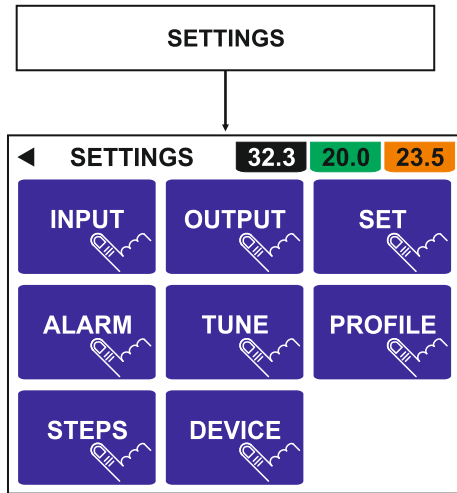 SETTINGS
SETTINGS 32.3 20.0 23.5
INPUT OUTPUT SET
ALARM TUNE PROFILE
STEPS DEVICE